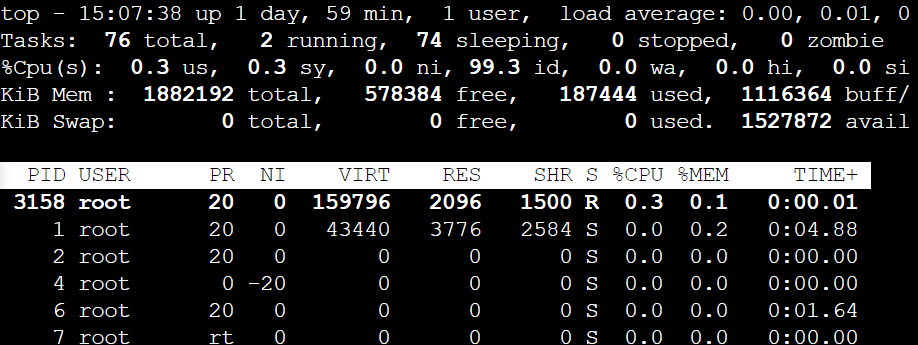 top - 15:07:38 up 1 day, 59 min,  1 user,  load average: 0.00, 0.01, 0
Tasks:  76 total,   2 running,  74 sleeping,   0 stopped,   0 zombie
%Cpu(s):  0.3 us,  0.3 sy,  0.0 ni, 99.3 id,  0.0 wa,  0.0 hi,  0.0 si
KiB Mem :  1882192 total,   578384 free,   187444 used,  1116364 buff/
KiB Swap:        0 total,        0 free,        0 used.  1527872 avail
PID USER      PR  NI    VIRT    RES    SHR S %CPU %MEM     TIME+
3158 root      20   0  159796   2096   1500 R  0.3  0.1   0:00.01
1 root      20   0   43440   3776   2584 S  0.0  0.2   0:04.88
2 root      20   0       0      0      0 S  0.0  0.0   0:00.00
4 root       0 -20       0      0      0 S  0.0  0.0   0:00.00
6 root      20   0       0      0      0 S  0.0  0.0   0:01.64
7 root      rt   0       0      0      0 S  0.0  0.0   0:00.00